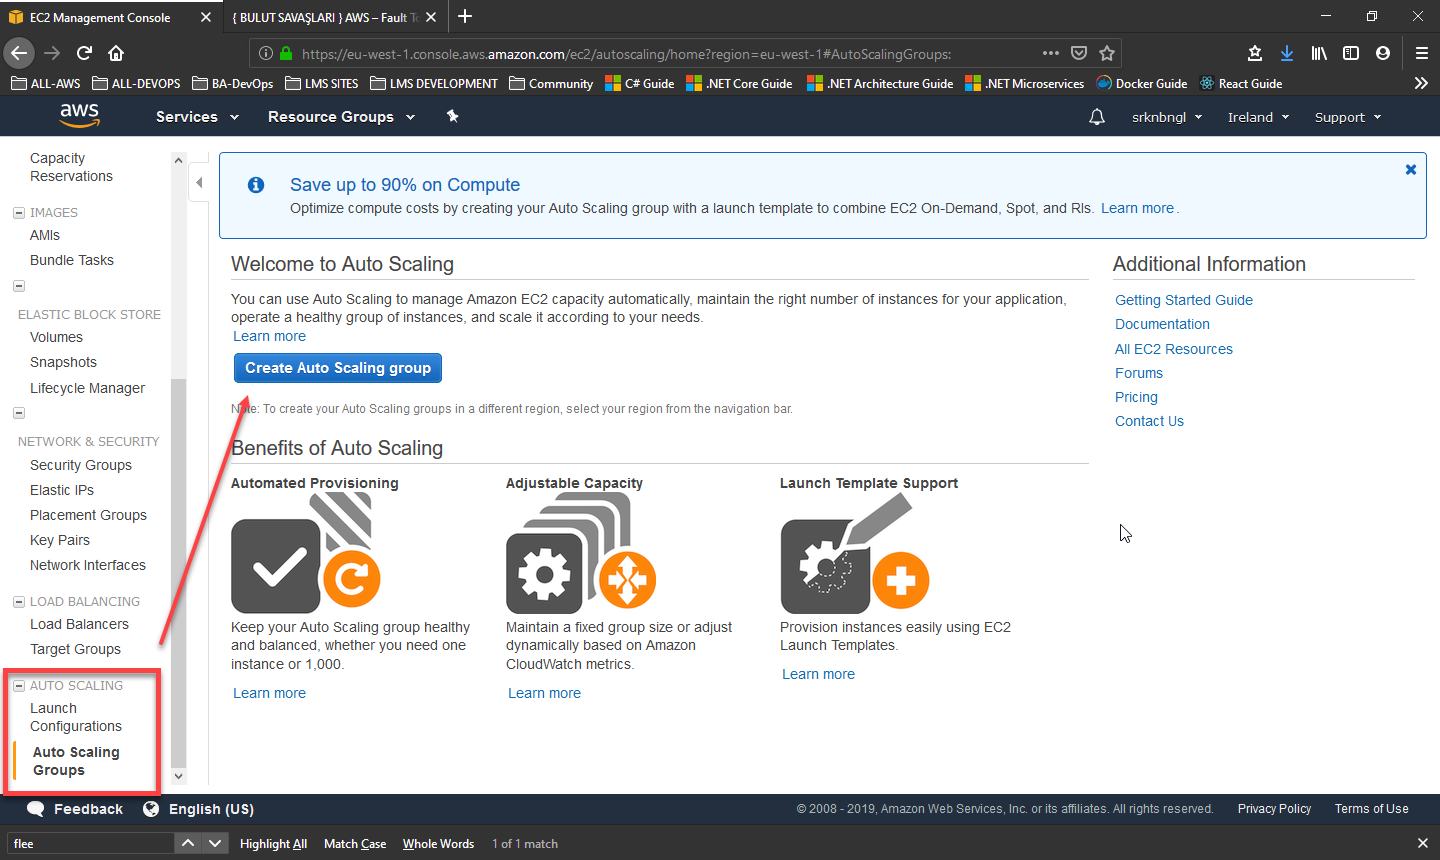 EC2 Management Console
{ BULUT SAVAŞLARI } AWS – Fault To
https://eu-west-1.console.aws.amazon.com/ec2/autoscaling/home?region=eu-west-1#AutoScalingGroups:
ALL-AWS
ALL-DEVOPS
BA-DevOps
LMS SITES
LMS DEVELOPMENT
Community
C# Guide
.NET Core Guide
.NET Architecture Guide
.NET Microservices
Docker Guide
React Guide
aws
Services
Resource Groups
srknbngl
Ireland
Support
Capacity
Reservations
IMAGES
AMIs
Bundle Tasks
ELASTIC BLOCK STORE
Volumes
Snapshots
Lifecycle Manager
NETWORK & SECURITY
Security Groups
Elastic IPs
Placement Groups
Key Pairs
Network Interfaces
LOAD BALANCING
Load Balancers
Target Groups
AUTO SCALING
Launch
Configurations
Auto Scaling
Groups
Save up to 90% on Compute
Optimize compute costs by creating your Auto Scaling group with a launch template to combine EC2 On-Demand, Spot, and RIs. Learn more.
Welcome to Auto Scaling
You can use Auto Scaling to manage Amazon EC2 capacity automatically, maintain the right number of instances for your application,
operate a healthy group of instances, and scale it according to your needs.
Learn more
Create Auto Scaling group
Note: To create your Auto Scaling groups in a different region, select your region from the navigation bar.
Benefits of Auto Scaling
Automated Provisioning
Keep your Auto Scaling group healthy
and balanced, whether you need one
instance or 1,000.
Learn more
Adjustable Capacity
Maintain a fixed group size or adjust
dynamically based on Amazon
CloudWatch metrics.
Learn more
Launch Template Support
Provision instances easily using EC2
Launch Templates.
Learn more
Additional Information
Getting Started Guide
Documentation
All EC2 Resources
Forums
Pricing
Contact Us
Feedback
English (US)
© 2008 - 2019, Amazon Web Services, Inc. or its affiliates. All rights reserved.
Privacy Policy
Terms of Use
flee
Highlight All
Match Case
Whole Words
1 of 1 match